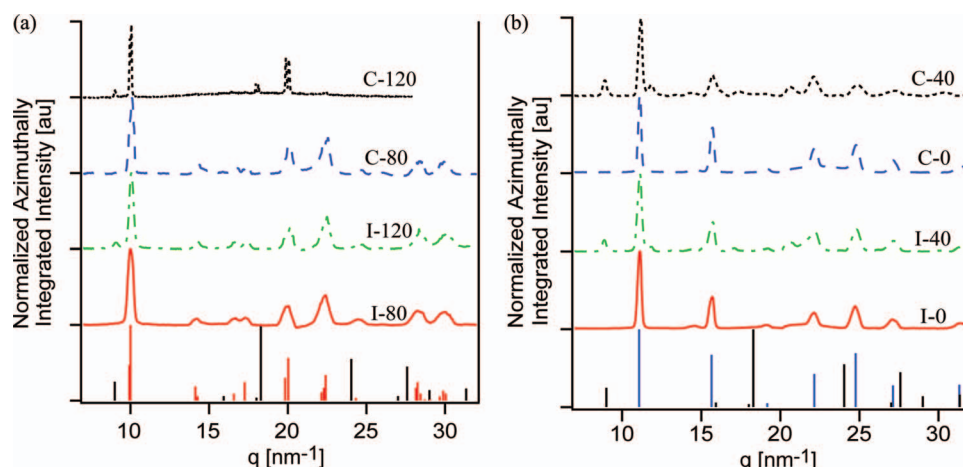 (a)
Normalized Azimuthally
Integrated Intensity [au]
C-120
C-80
I-120
I-80
10
15
20
25
30
q [nm-1]
(b)
Normalized Azimuthally
Integrated Intensity [au]
C-40
C-0
I-40
I-0
10
15
20
25
30
q [nm-1]